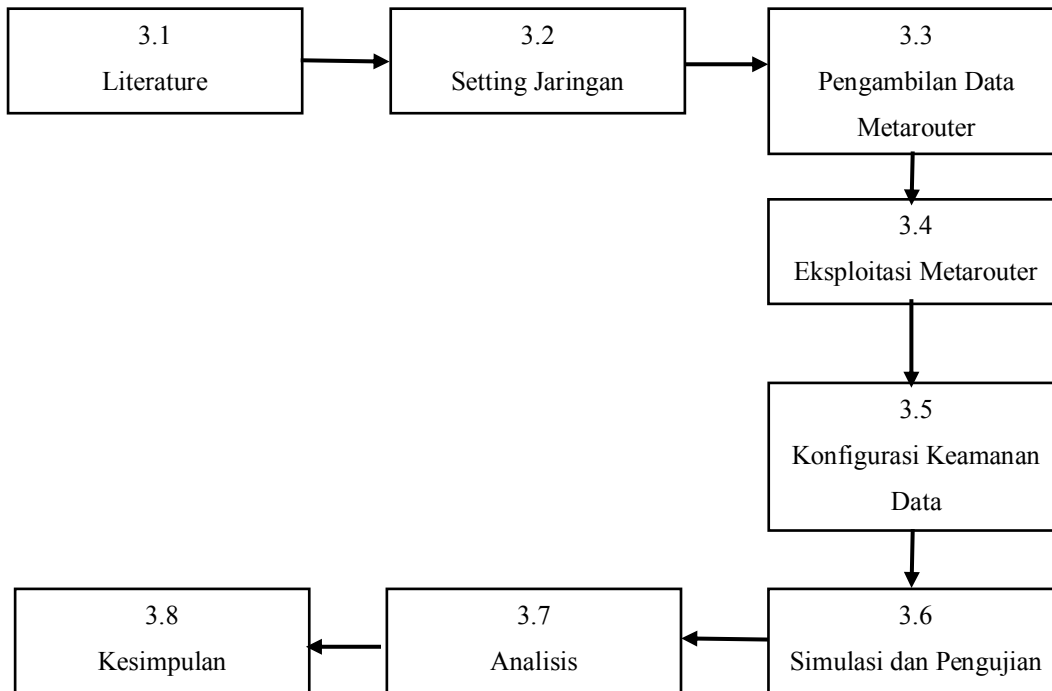 3.1
Literature
3.2
Setting Jaringan
3.3
Pengambilan Data
Metarouter
3.4
Eksploitasi Metarouter
3.5
Konfigurasi Keamanan
Data
3.6
Simulasi dan Pengujian
3.7
Analisis
3.8
Kesimpulan